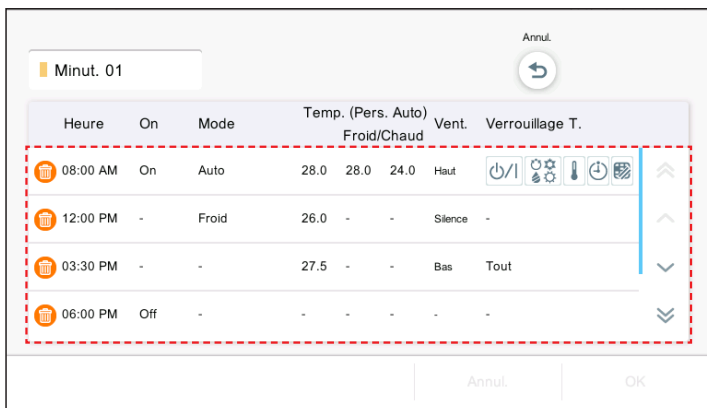 Annul.
Minut. 01
Heure On Mode Temp. (Pers. Auto) Froid/Chaud Vent. Verrouillage T.
08:00 AM On Auto 28.0 28.0 24.0 Haut
12:00 PM - Froid 26.0 - - Silence -
03:30 PM - - 27.5 - - Bas Tout
06:00 PM Off - - - - - -
Annul. OK